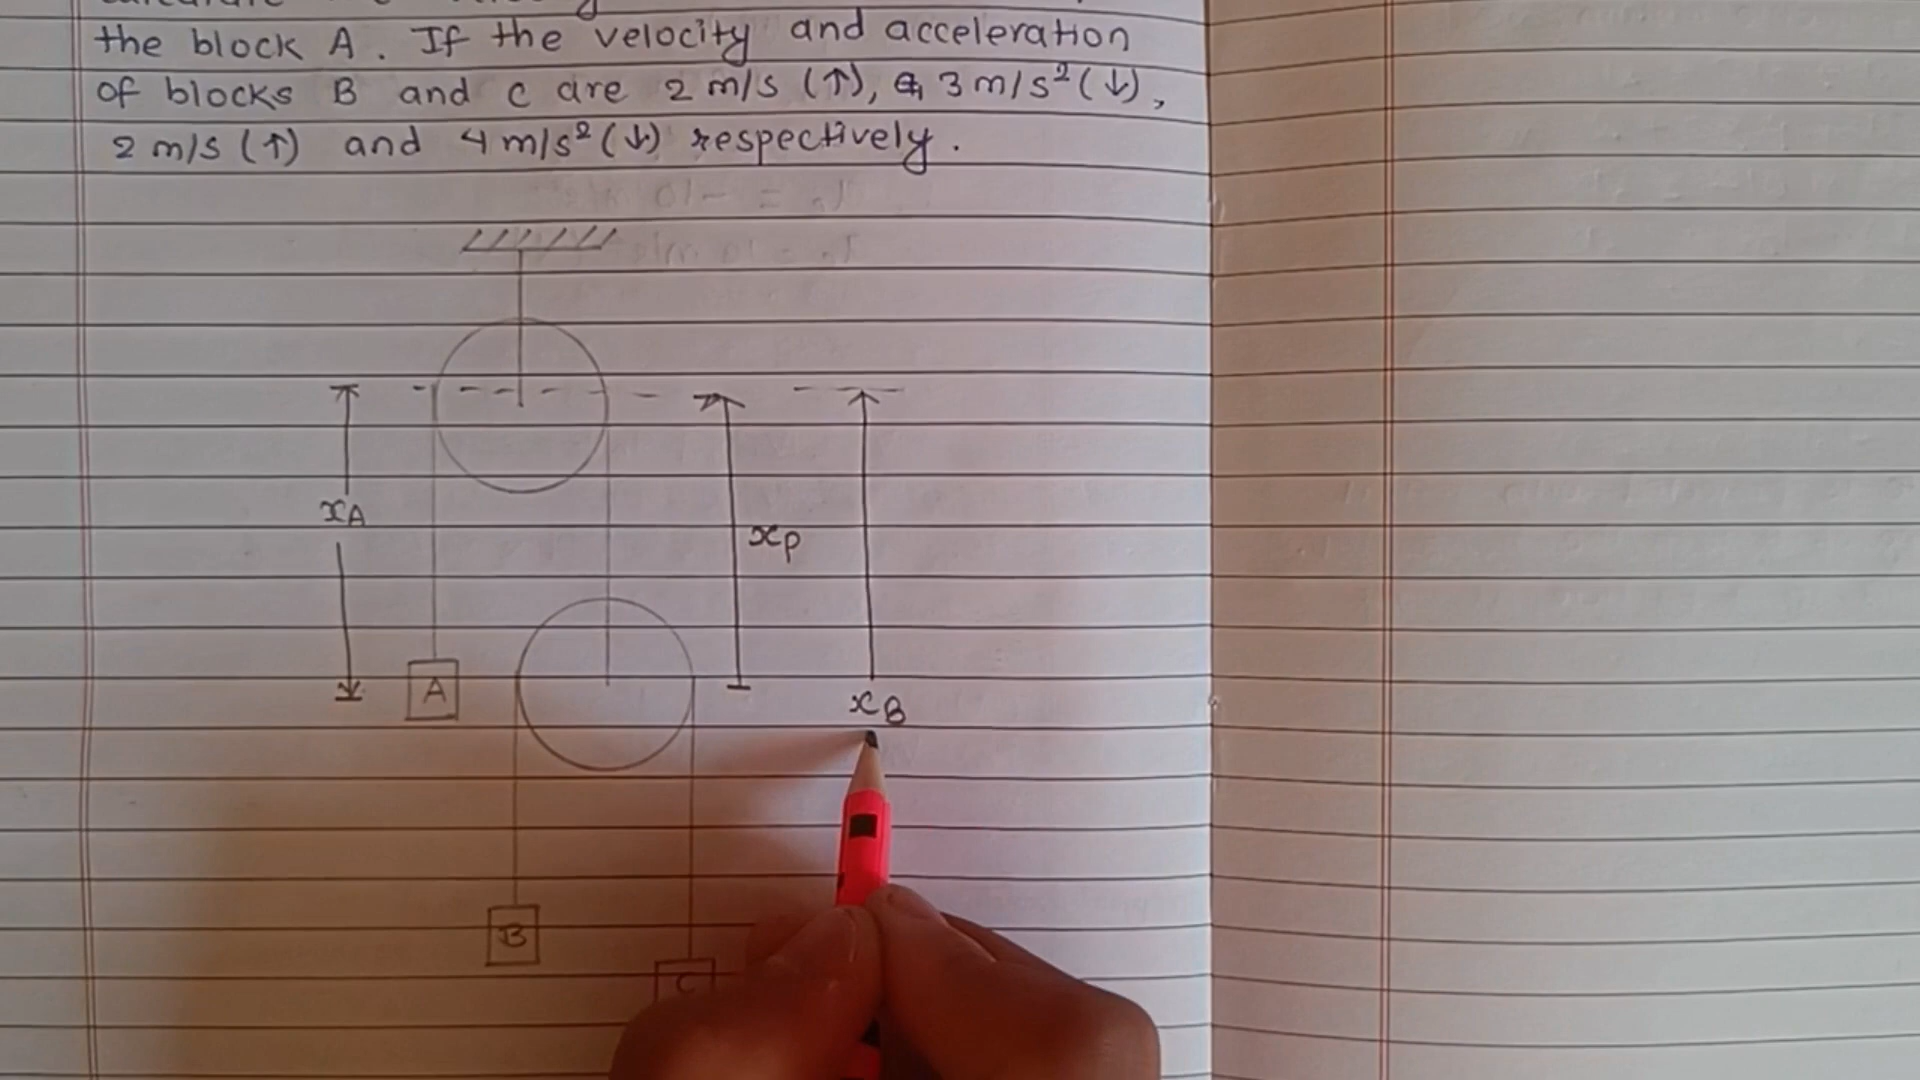 the block A. If the velocity and acceleration
of blocks B and C are 2 m/s (↑), 3 m/s² (↓),
2 m/s (↑) and 4 m/s² (↓) respectively.
xA
xP
A
xB
B
C